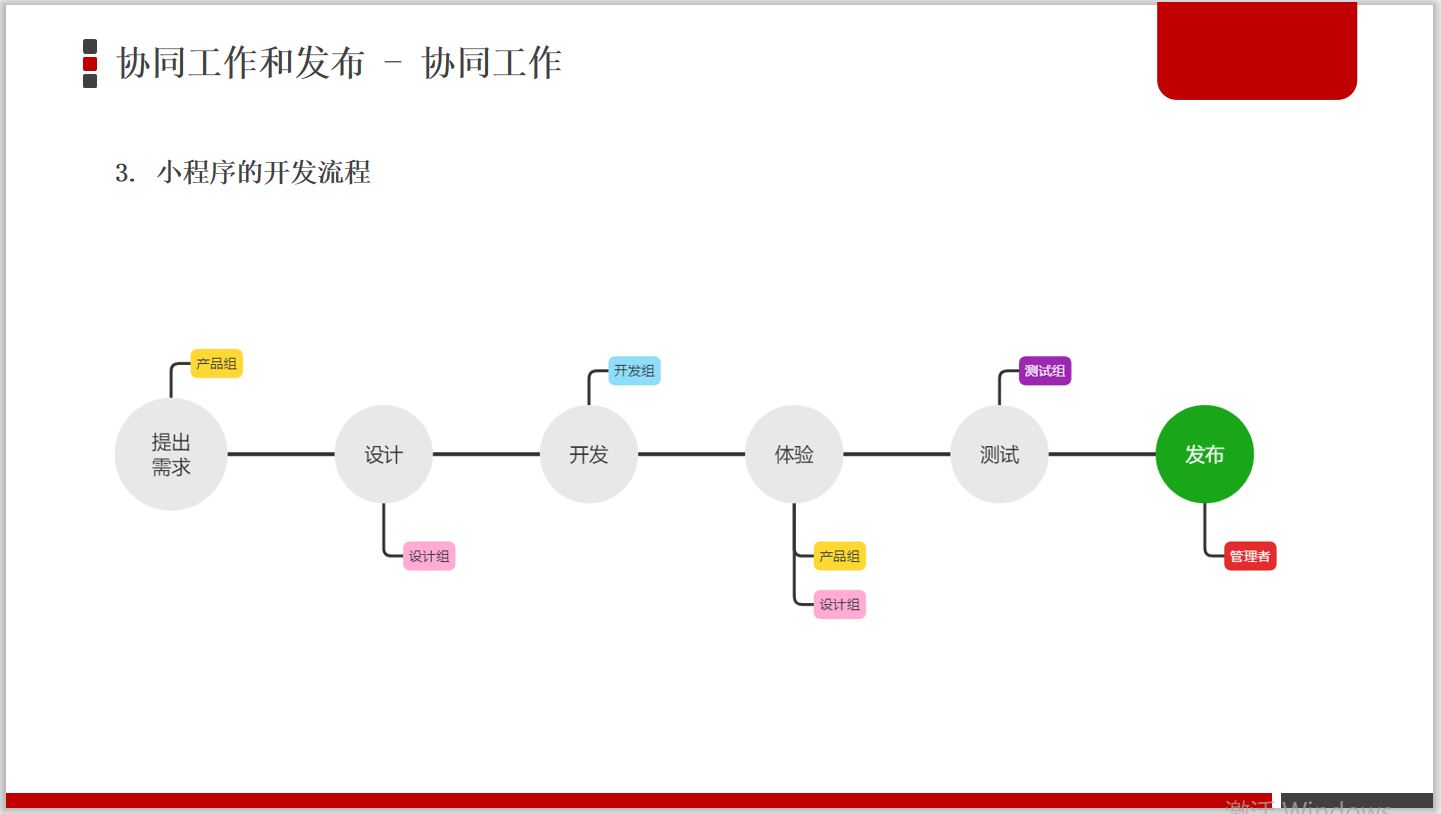 协同工作和发布 - 协同工作
3. 小程序的开发流程
产品组
开发组
测试组
提出
需求
设计
开发
体验
测试
发布
设计组
产品组
管理者
设计组
激活 Windows